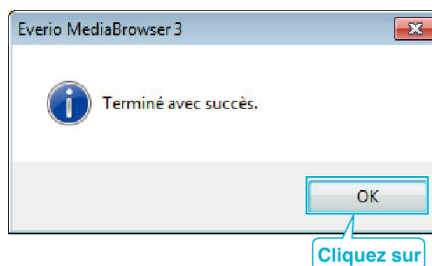 Everio MediaBrowser 3
Terminé avec succès.
OK
Cliquez sur